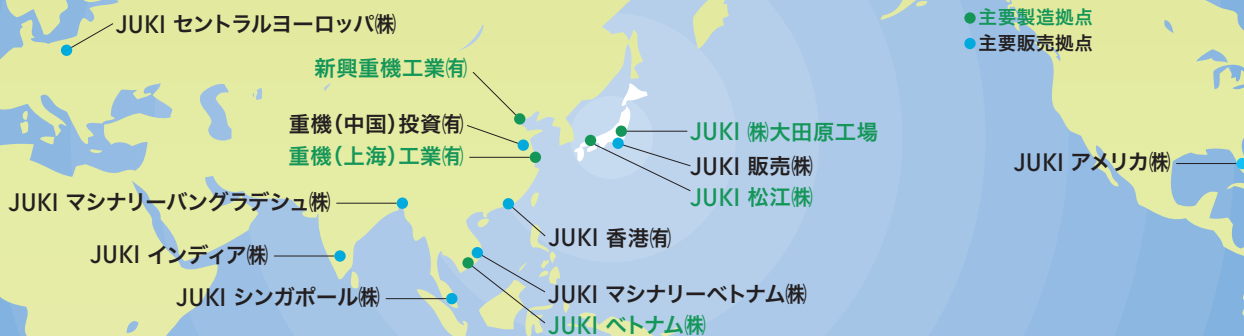 JUKI セントラルヨーロッパ㈱
新興重機工業㈲
重機（中国）投資㈲
重機（上海）工業㈲
JUKI マシナリーバングラデシュ㈱
JUKI インディア㈱
JUKI シンガポール㈱
JUKI 香港㈲
JUKI マシナリーベトナム㈱
JUKI ベトナム㈱
JUKI ㈱大田原工場
JUKI 販売㈱
JUKI 松江㈱
●主要製造拠点
●主要販売拠点
JUKI アメリカ㈱